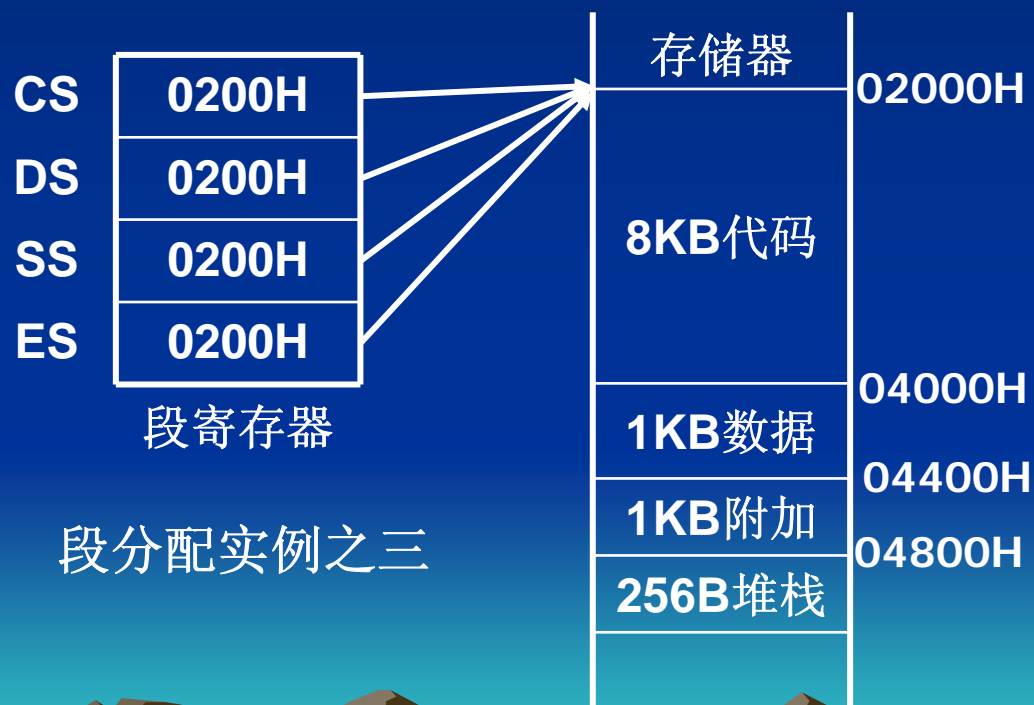 存储器
02000H
CS 0200H
DS 0200H
SS 0200H
ES 0200H
段寄存器
8KB代码
04000H
1KB数据
04400H
1KB附加
04800H
256B堆栈
段分配实例之三